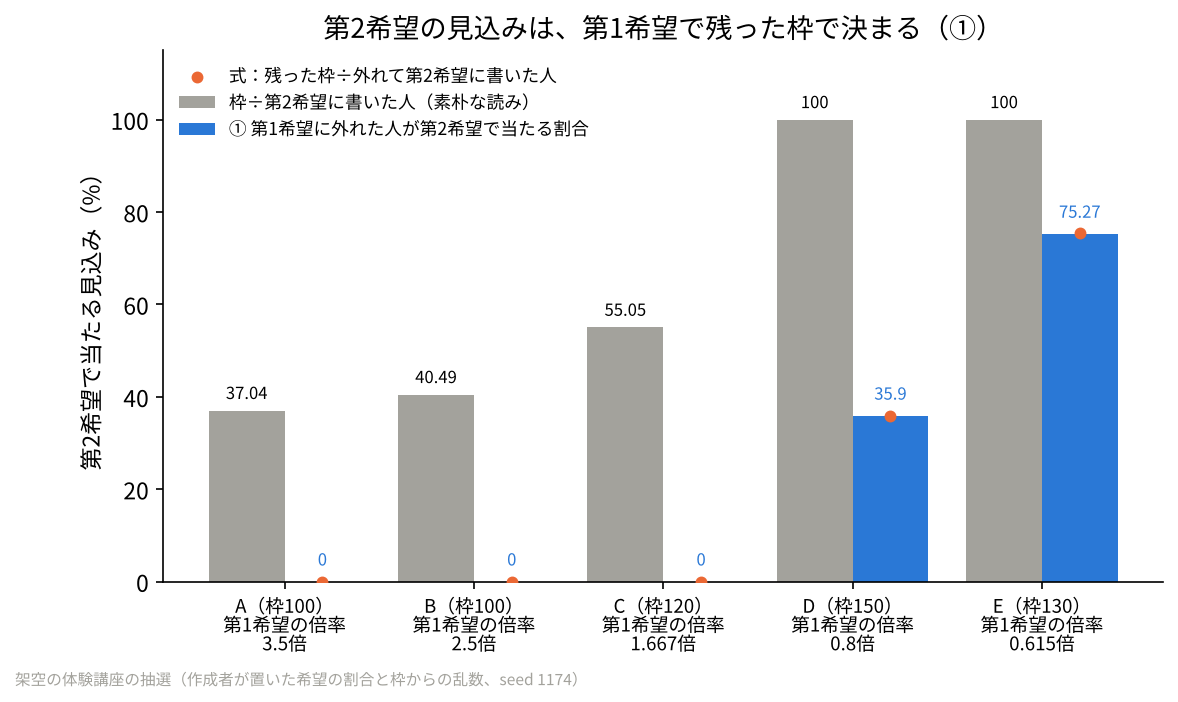 第2希望の見込みは、第1希望で残った枠で決まる（①）
式：残った枠÷外れて第2希望に書いた人
枠÷第2希望に書いた人（素朴な読み）
① 第1希望に外れた人が第2希望で当たる割合
第2希望で当たる見込み（%）
100
80
60
40
20
0
37.04
0
40.49
0
55.05
0
100
35.9
100
75.27
A（枠100）
第1希望の倍率
3.5倍
B（枠100）
第1希望の倍率
2.5倍
C（枠120）
第1希望の倍率
1.667倍
D（枠150）
第1希望の倍率
0.8倍
E（枠130）
第1希望の倍率
0.615倍
架空の体験講座の抽選（作成者が置いた希望の割合と枠からの乱数、seed 1174）